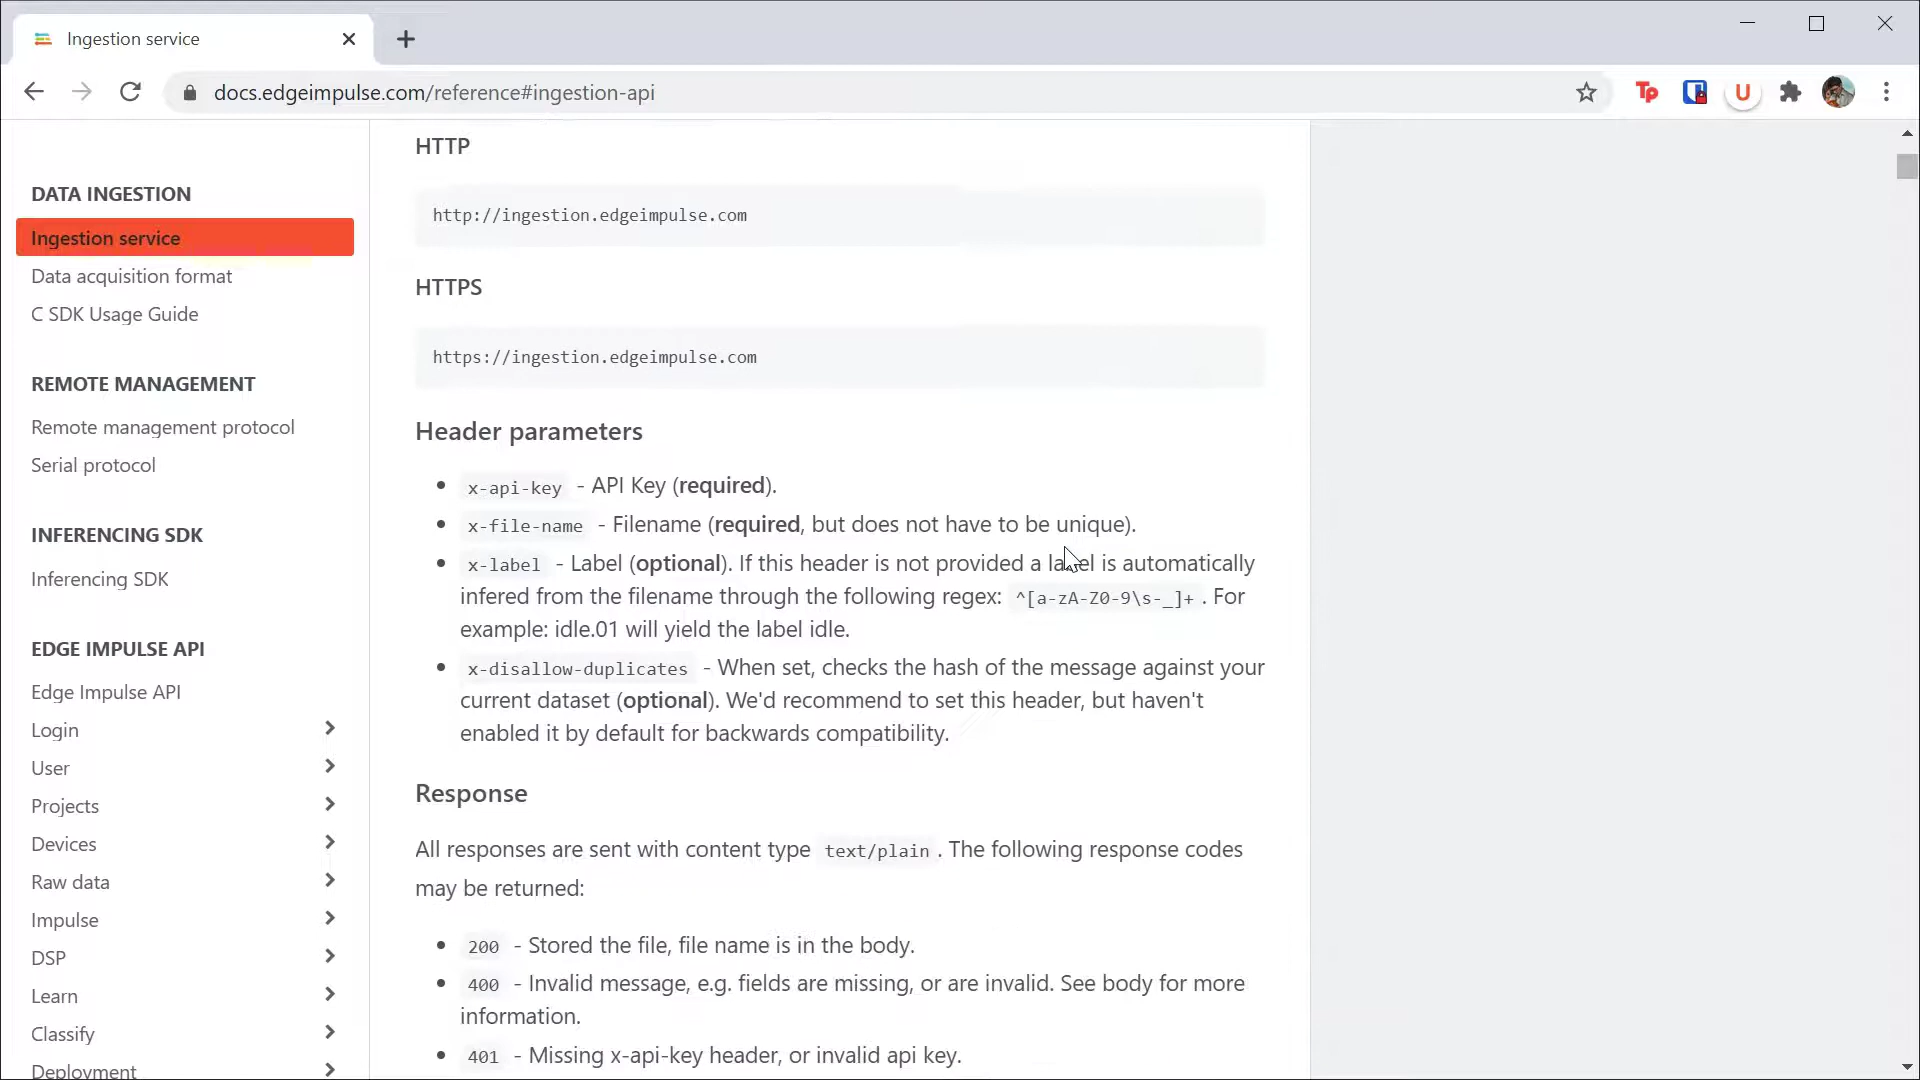 Ingestion service
docs.edgeimpulse.com/reference#ingestion-api
Tp
U
DATA INGESTION
Ingestion service
Data acquisition format
C SDK Usage Guide
REMOTE MANAGEMENT
Remote management protocol
Serial protocol
INFERENCING SDK
Inferencing SDK
EDGE IMPULSE API
Edge Impulse API
Login
User
Projects
Devices
Raw data
Impulse
DSP
Learn
Classify
Deployment
HTTP
http://ingestion.edgeimpulse.com
HTTPS
https://ingestion.edgeimpulse.com
Header parameters
• x-api-key - API Key (required).
• x-file-name - Filename (required, but does not have to be unique).
• x-label - Label (optional). If this header is not provided a label is automatically
infered from the filename through the following regex: ^[a-zA-Z0-9\s-_]+ . For
example: idle.01 will yield the label idle.
• x-disallow-duplicates - When set, checks the hash of the message against your
current dataset (optional). We'd recommend to set this header, but haven't
enabled it by default for backwards compatibility.
Response
All responses are sent with content type text/plain . The following response codes
may be returned:
• 200 - Stored the file, file name is in the body.
• 400 - Invalid message, e.g. fields are missing, or are invalid. See body for more
information.
• 401 - Missing x-api-key header, or invalid api key.